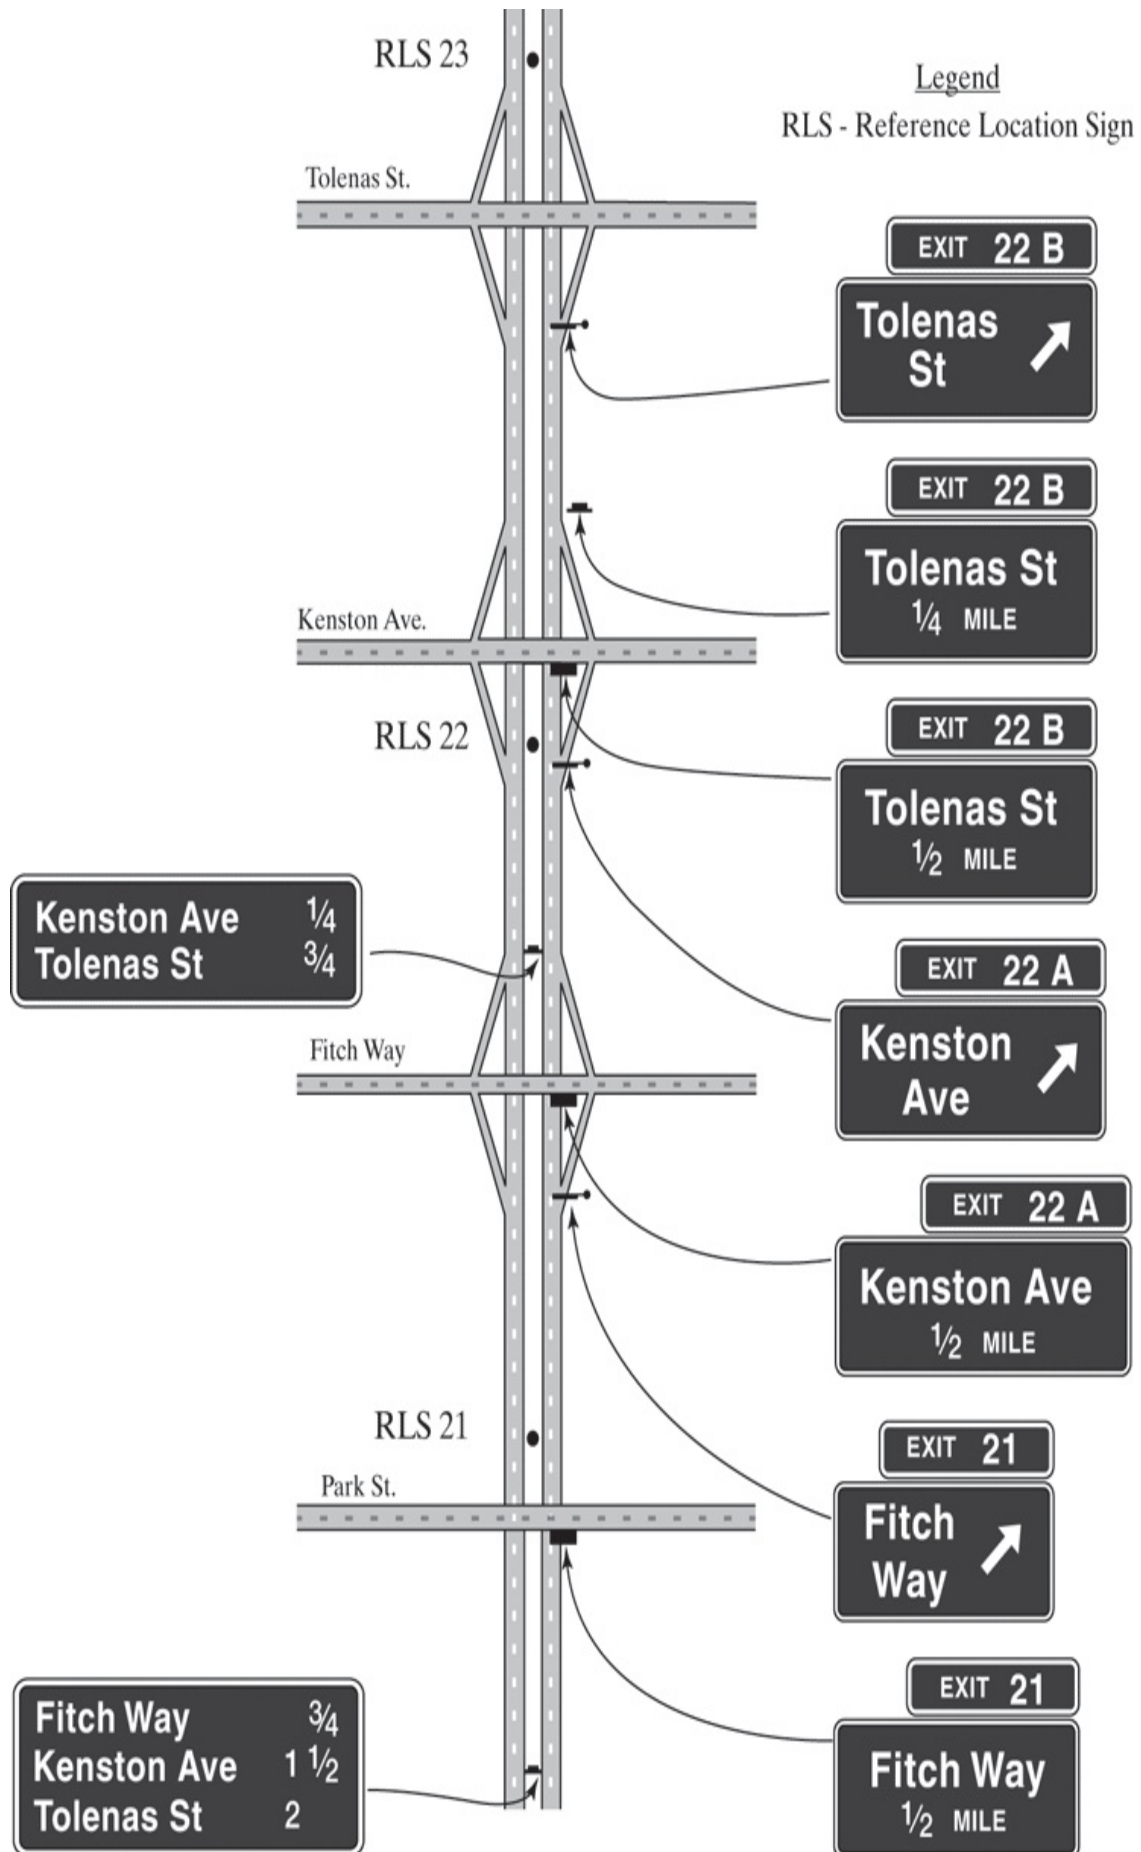 RLS 23
Legend
RLS - Reference Location Sign
Tolenas St.
EXIT 22 B
Tolenas
St
EXIT 22 B
Tolenas St
1/4 MILE
Kenston Ave.
EXIT 22 B
Tolenas St
1/2 MILE
RLS 22
Kenston Ave 1/4
Tolenas St 3/4
EXIT 22 A
Kenston
Ave
Fitch Way
EXIT 22 A
Kenston Ave
1/2 MILE
RLS 21
EXIT 21
Fitch
Way
Park St.
EXIT 21
Fitch Way
1/2 MILE
Fitch Way 3/4
Kenston Ave 1 1/2
Tolenas St 2